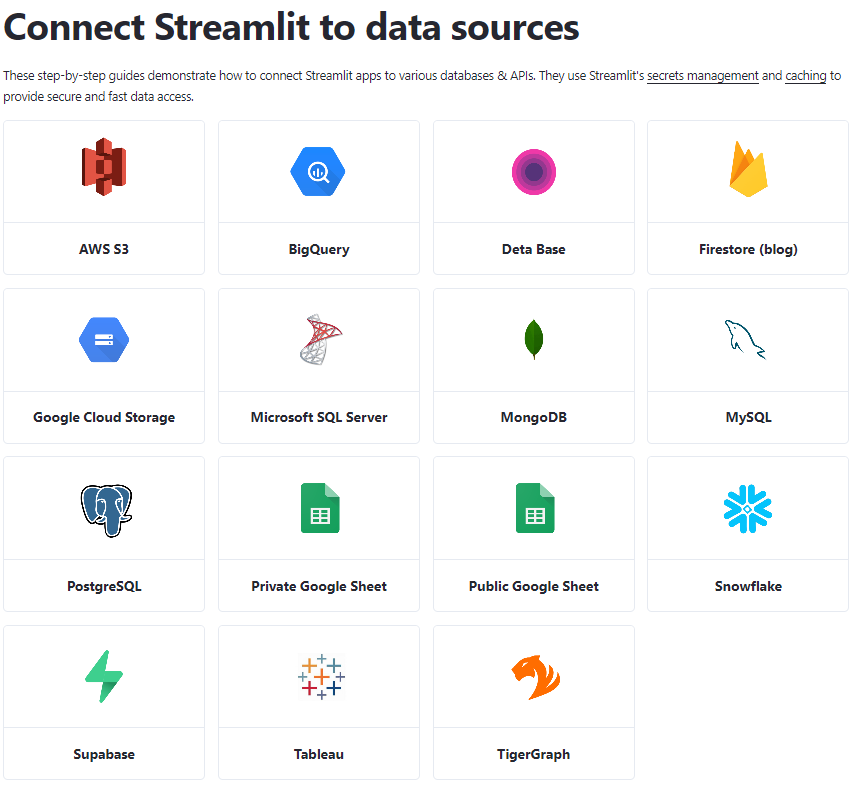 Connect Streamlit to data sources
These step-by-step guides demonstrate how to connect Streamlit apps to various databases & APIs. They use Streamlit's secrets management and caching to
provide secure and fast data access.
AWS S3
BigQuery
Deta Base
Firestore (blog)
Google Cloud Storage
Microsoft SQL Server
MongoDB
MySQL
PostgreSQL
Private Google Sheet
Public Google Sheet
Snowflake
Supabase
Tableau
TigerGraph